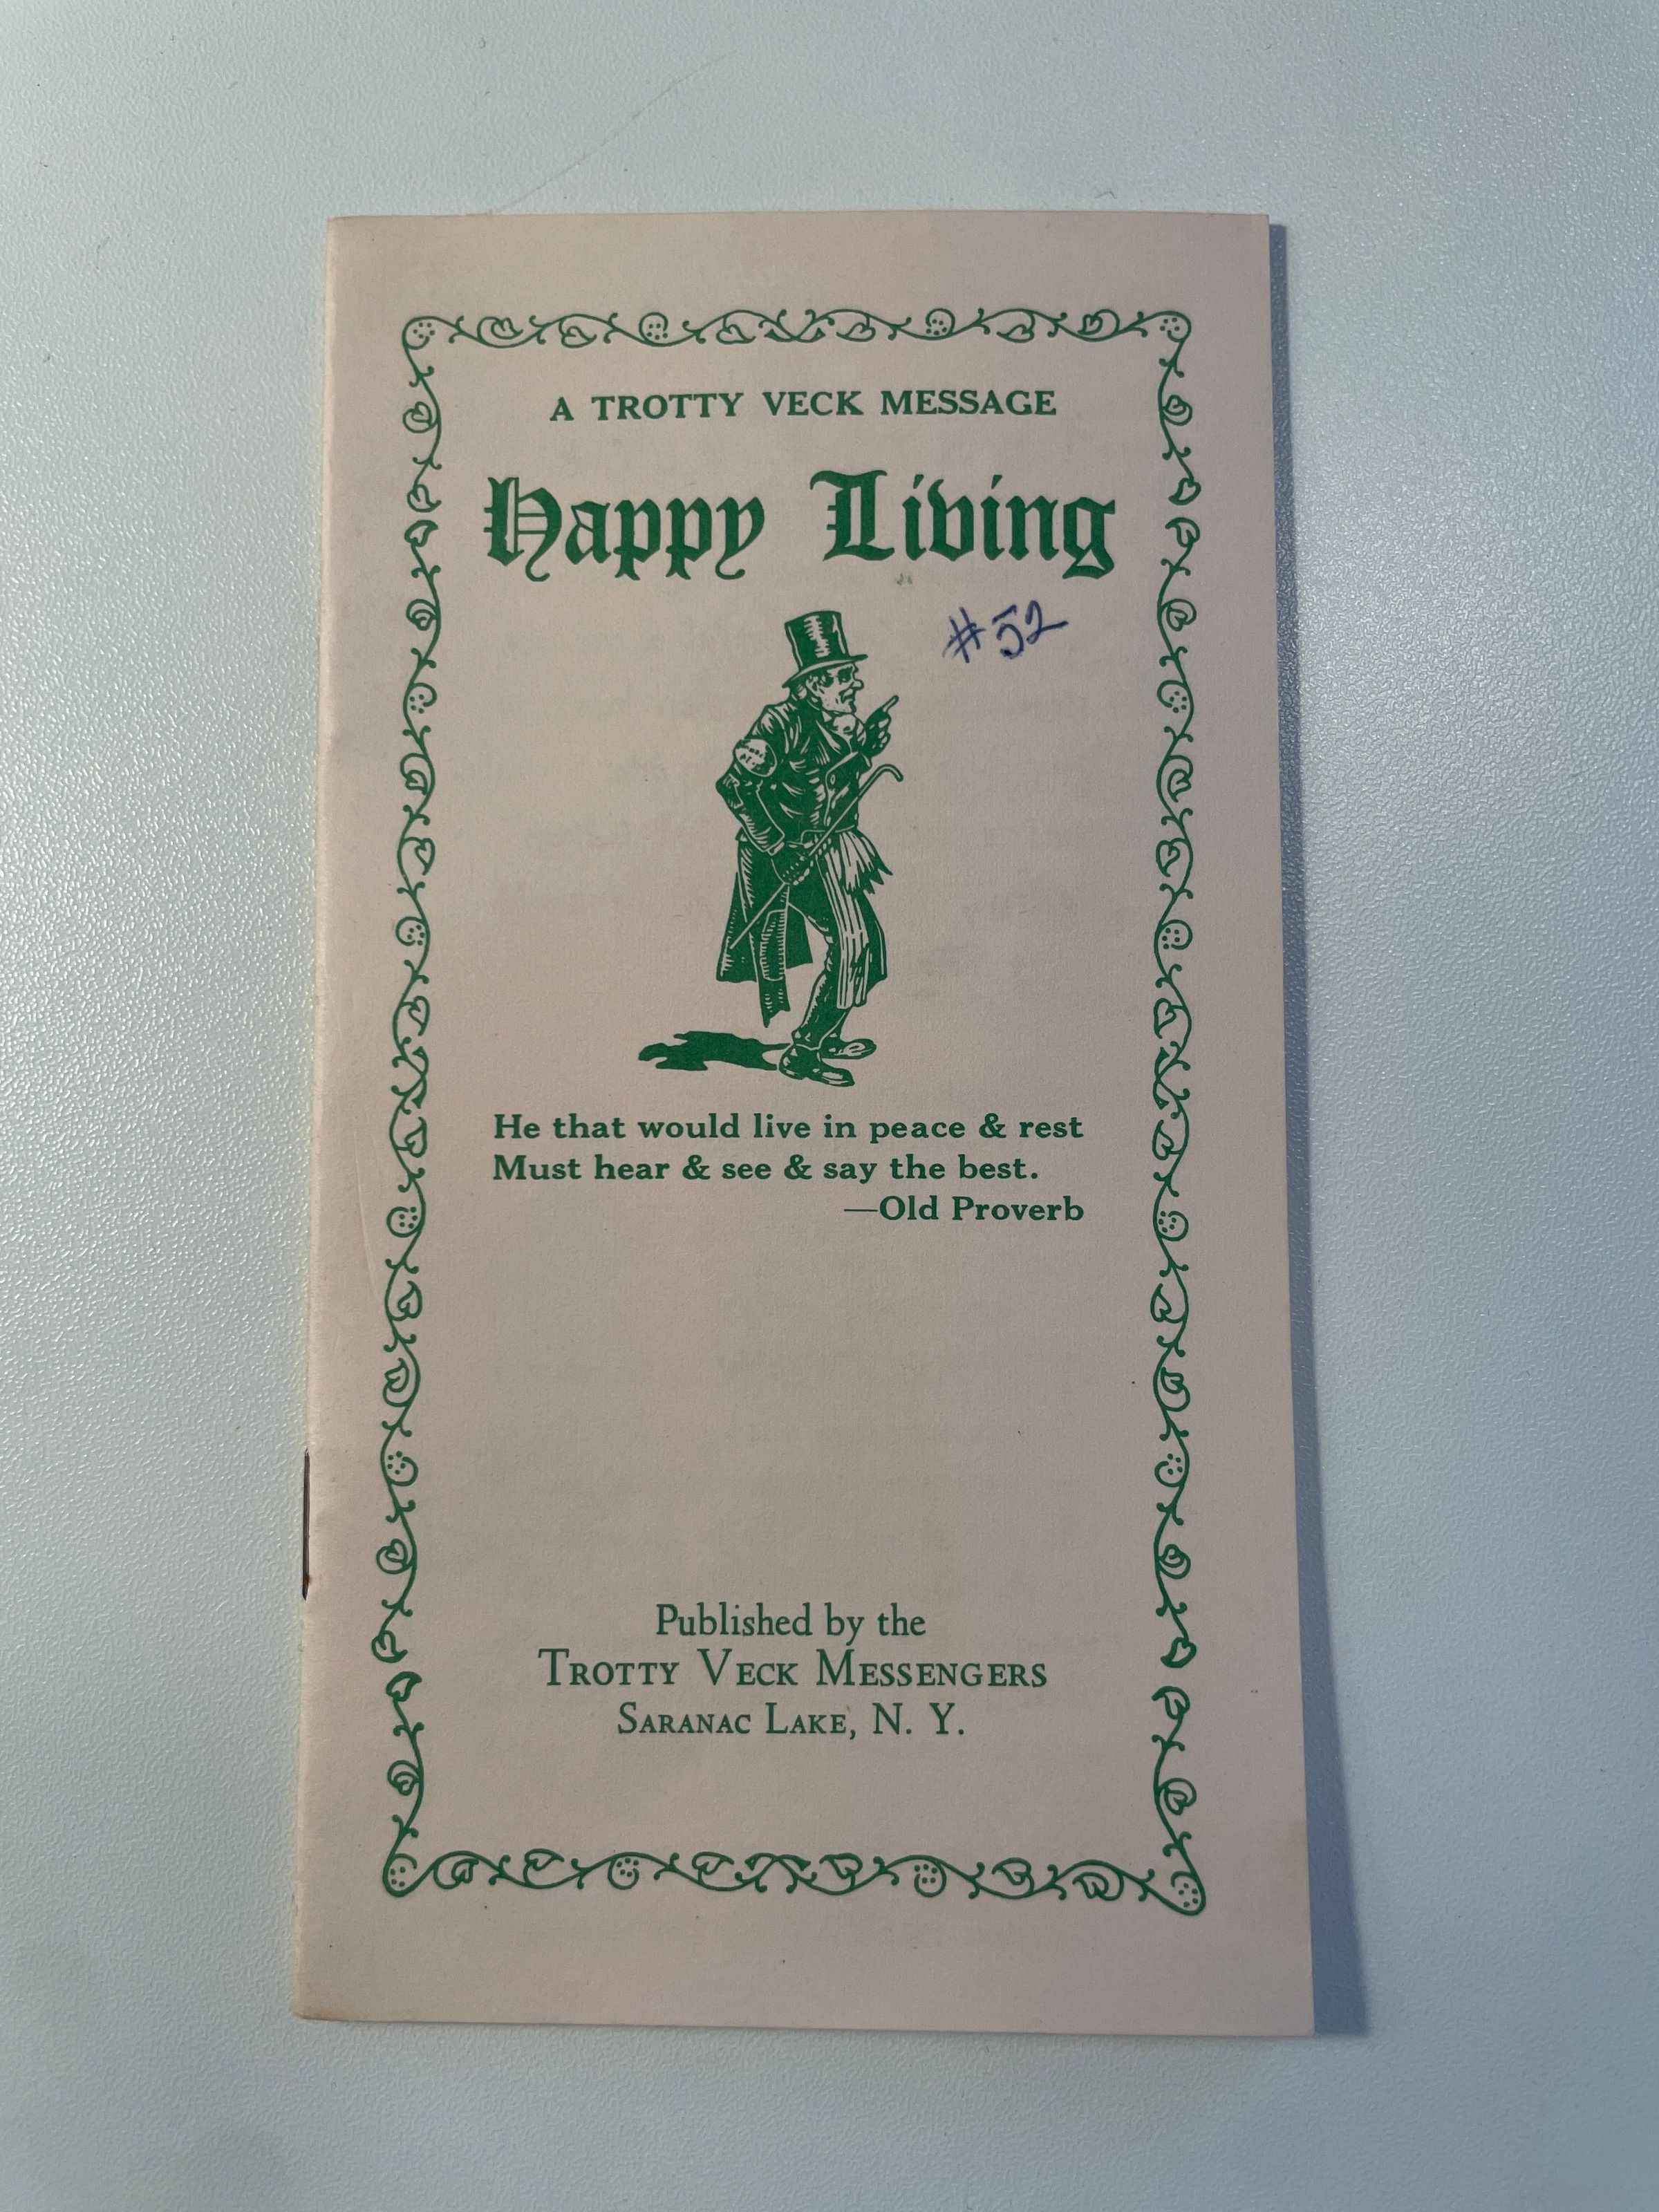 A TROTTY VECK MESSAGE
Happy Living
#52
He that would live in peace & rest
Must hear & see & say the best.
—Old Proverb
Published by the
TROTTY VECK MESSENGERS
SARANAC LAKE, N. Y.